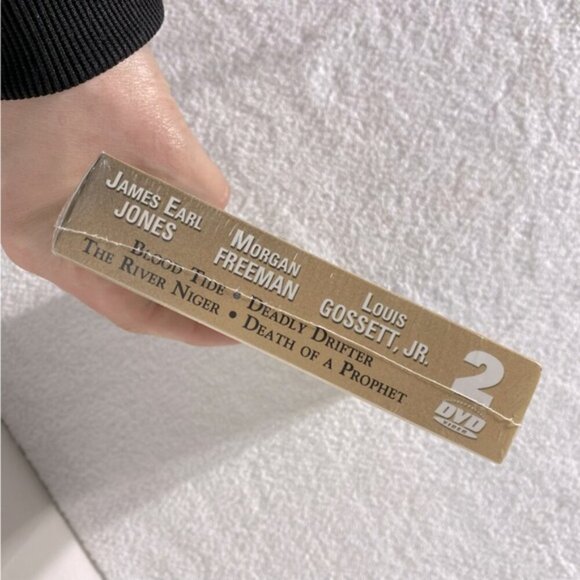 JAMES EARL
JONES
MORGAN
FREEMAN
LOUIS
GOSSETT, JR.
BLOOD TIDE • DEADLY DRIFTER
THE RIVER NIGER • DEATH OF A PROPHET
2
DVD
VIDEO